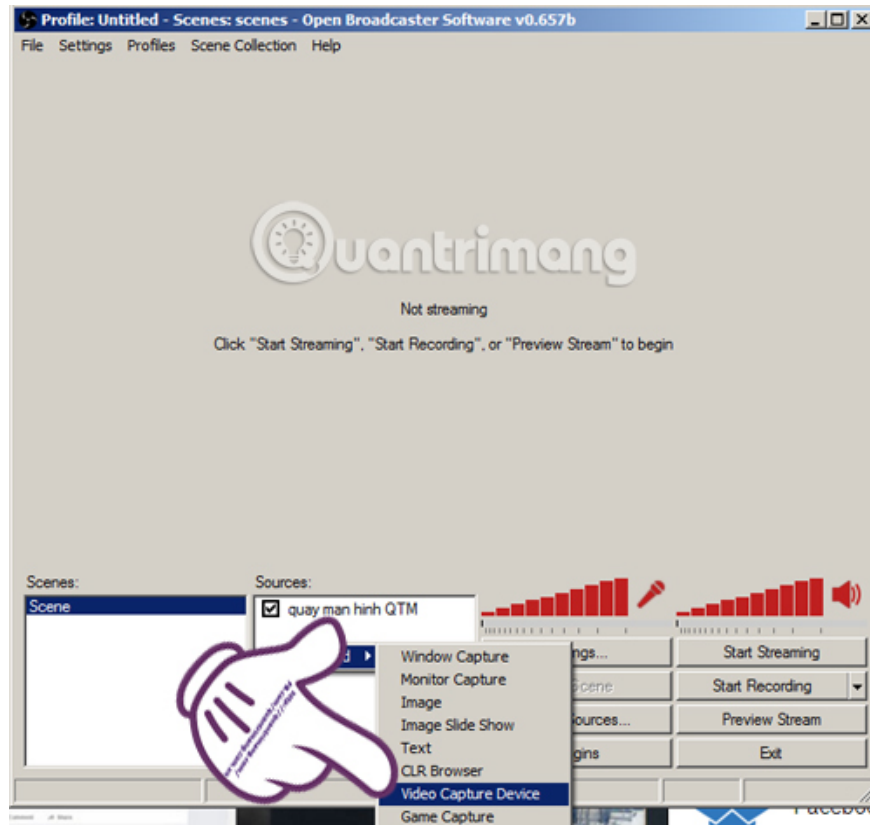 Profile: Untitled - Scenes: scenes - Open Broadcaster Software v0.657b
File Settings Profiles Scene Collection Help
Quantrimang
Not streaming
Click "Start Streaming", "Start Recording", or "Preview Stream" to begin
Scenes:
Sources:
Scene
quay man hinh QTM
Window Capture
Monitor Capture
Image
Image Slide Show
Text
CLR Browser
Video Capture Device
Game Capture
Scene
Start Streaming
Start Recording
Preview Stream
Exit